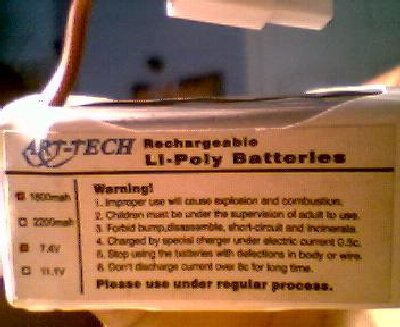 ART-TECH
Rechargeable
Li-Poly Batteries
1800mah
2200mah
7.4V
11.1V
Warning!
1. Improper use will couse explosion and combustion.
2. Children must be under the supervision of adult to use.
3. Forbid bump,disassemble, short-circuit and incinerate.
4. Charged by special charger under electric current 0.5c.
5. Stop using the batteries with defections in body or wire.
6. Don't discharge current over 8c for long time.
Please use under regular process.